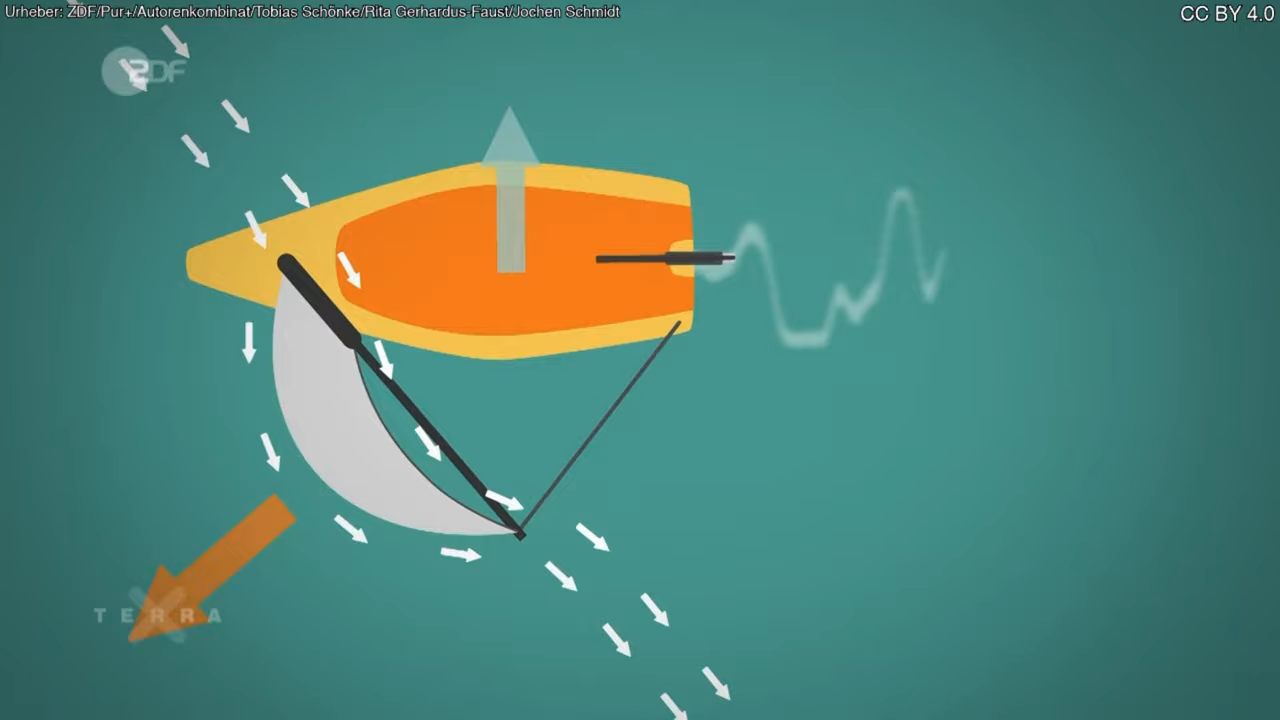 Urheber: ZDF/Pur+/Autorenkombinat/Tobias Schönke/Rita Gerhardus-Faust/Jochen Schmidt
CC BY 4.0
ZDF
TERRA X